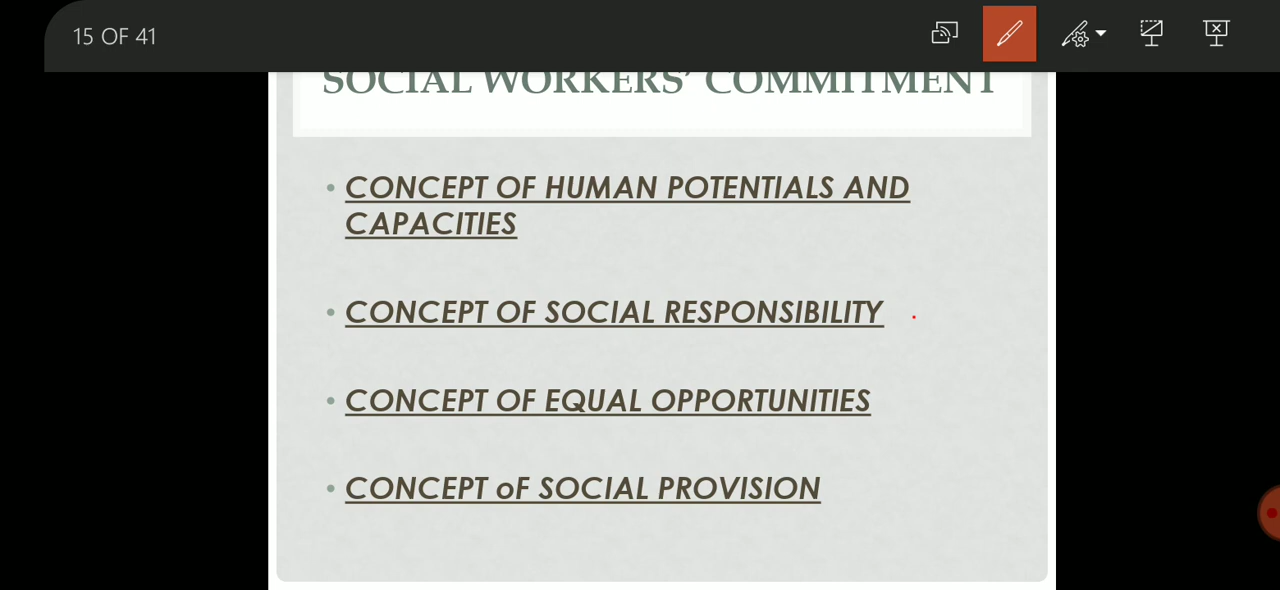 15 OF 41
SOCIAL WORKERS' COMMITMENT
• CONCEPT OF HUMAN POTENTIALS AND
CAPACITIES
• CONCEPT OF SOCIAL RESPONSIBILITY
• CONCEPT OF EQUAL OPPORTUNITIES
• CONCEPT oF SOCIAL PROVISION